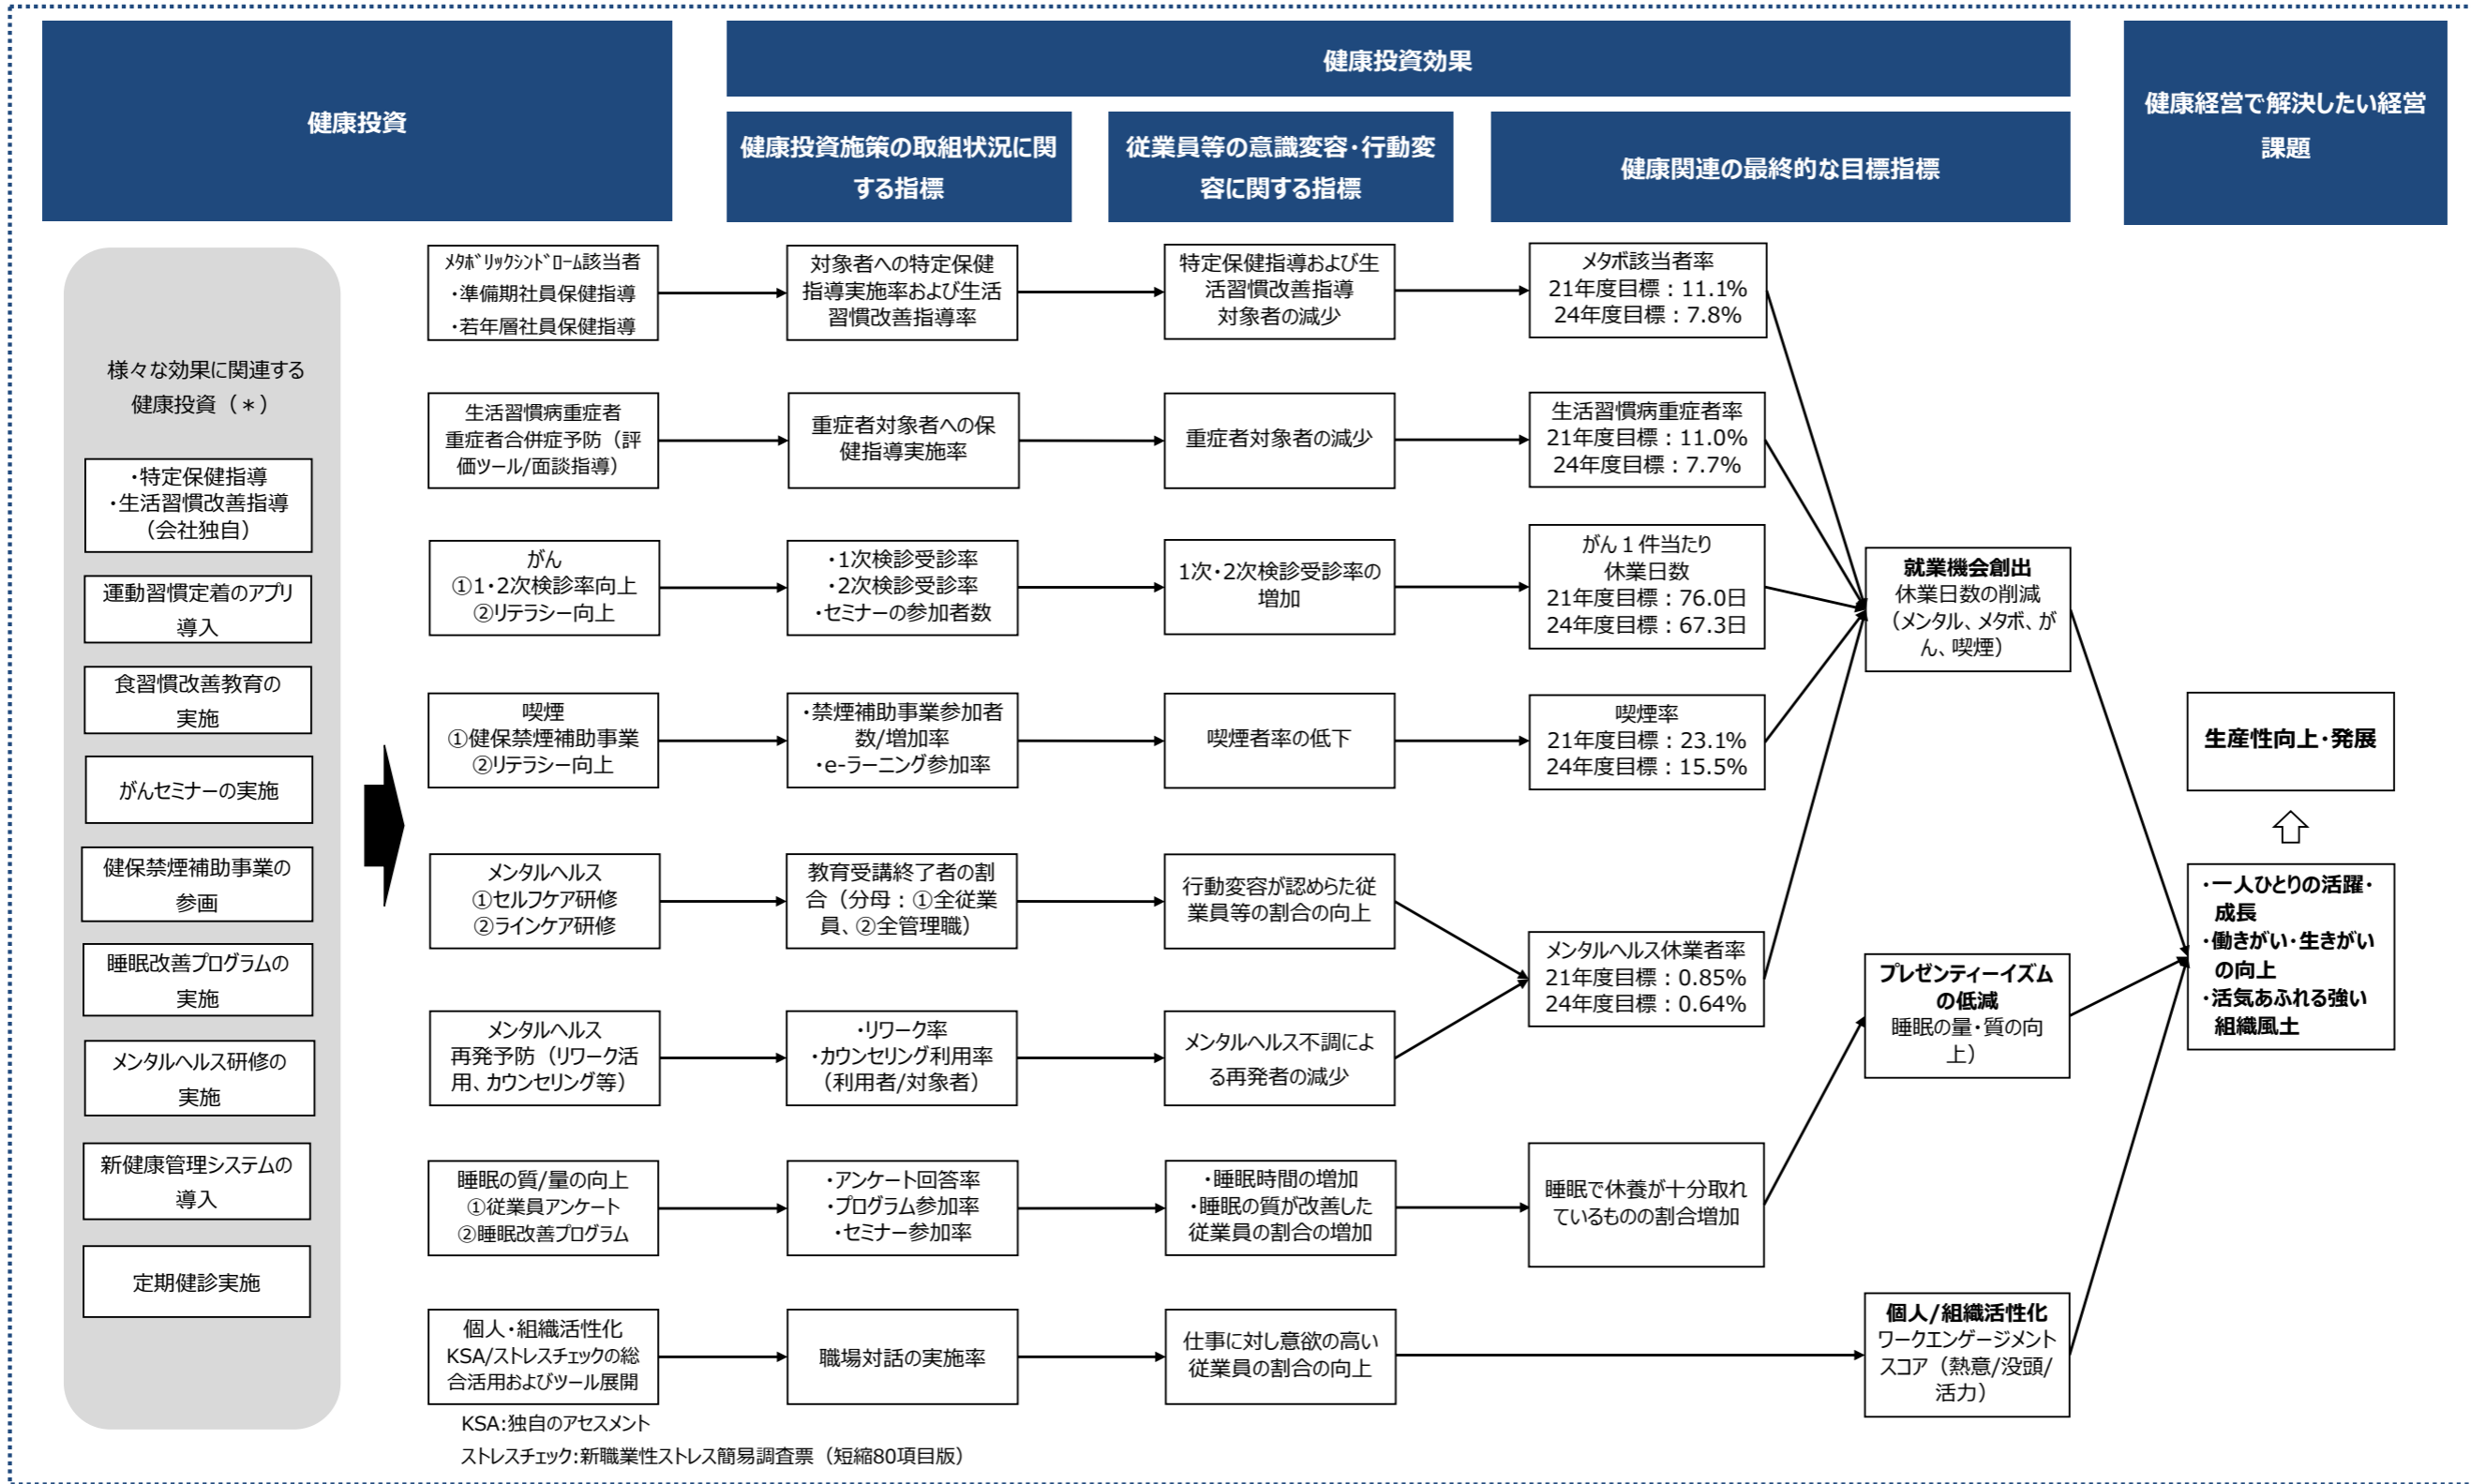 健康投資
健康投資効果
健康経営で解決したい経営
課題
健康投資施策の取組状況に関
する指標
従業員等の意識変容・行動変
容に関する指標
健康関連の最終的な目標指標
様々な効果に関連する
健康投資（＊）
・特定保健指導
・生活習慣改善指導
（会社独自）
運動習慣定着のアプリ
導入
食習慣改善教育の
実施
がんセミナーの実施
健保禁煙補助事業の
参画
睡眠改善プログラムの
実施
メンタルヘルス研修の
実施
新健康管理システムの
導入
定期健診実施
ﾒﾀﾎﾞﾘｯｸｼﾝﾄﾞﾛｰﾑ該当者
・準備期社員保健指導
・若年層社員保健指導
対象者への特定保健
指導実施率および生活
習慣改善指導率
特定保健指導および生
活習慣改善指導
対象者の減少
メタボ該当者率
21年度目標：11.1%
24年度目標：7.8%
生活習慣病重症者
重症者合併症予防（評
価ツール/面談指導）
重症者対象者への保
健指導実施率
重症者対象者の減少
生活習慣病重症者率
21年度目標：11.0%
24年度目標：7.7%
がん
①1・2次検診率向上
②リテラシー向上
・1次検診受診率
・2次検診受診率
・セミナーの参加者数
1次・2次検診受診率の
増加
がん１件当たり
休業日数
21年度目標：76.0日
24年度目標：67.3日
喫煙
①健保禁煙補助事業
②リテラシー向上
・禁煙補助事業参加者
数/増加率
・e-ラーニング参加率
喫煙者率の低下
喫煙率
21年度目標：23.1%
24年度目標：15.5%
メンタルヘルス
①セルフケア研修
②ラインケア研修
教育受講終了者の割
合（分母：①全従業
員、②全管理職）
行動変容が認めらた従
業員等の割合の向上
メンタルヘルス休業者率
21年度目標：0.85%
24年度目標：0.64%
メンタルヘルス
再発予防（リワーク活
用、カウンセリング等）
・リワーク率
・カウンセリング利用率
（利用者/対象者）
メンタルヘルス不調によ
る再発者の減少
睡眠の質/量の向上
①従業員アンケート
②睡眠改善プログラム
・アンケート回答率
・プログラム参加率
・セミナー参加率
・睡眠時間の増加
・睡眠の質が改善した
従業員の割合の増加
睡眠で休養が十分取れ
ているものの割合増加
個人・組織活性化
KSA/ストレスチェックの総
合活用およびツール展開
職場対話の実施率
仕事に対し意欲の高い
従業員の割合の向上
就業機会創出
休業日数の削減
（メンタル、メタボ、が
ん、喫煙）
プレゼンティーイズム
の低減
睡眠の量・質の向
上）
個人/組織活性化
ワークエンゲージメント
スコア（熱意/没頭/
活力）
生産性向上・発展
・一人ひとりの活躍・
成長
・働きがい・生きがい
の向上
・活気あふれる強い
組織風土
KSA:独自のアセスメント
ストレスチェック:新職業性ストレス簡易調査票（短縮80項目版）